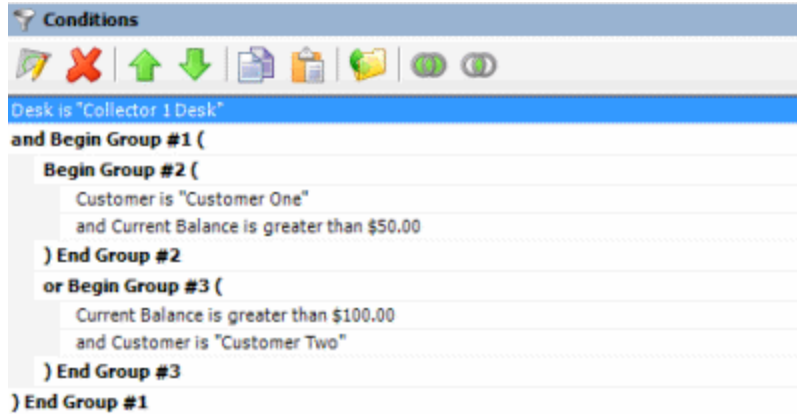 Conditions
Desk is "Collector 1 Desk"
and Begin Group #1 (
Begin Group #2 (
Customer is "Customer One"
and Current Balance is greater than $50.00
) End Group #2
or Begin Group #3 (
Current Balance is greater than $100.00
and Customer is "Customer Two"
) End Group #3
) End Group #1